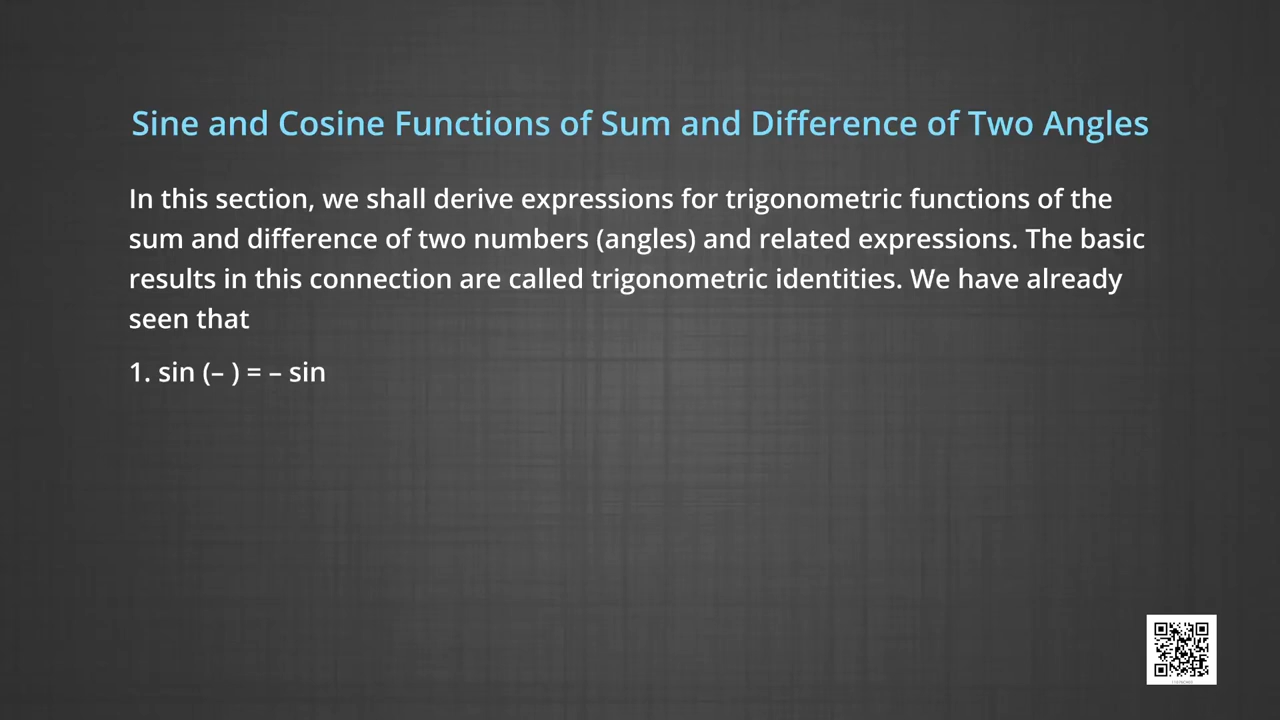 Sine and Cosine Functions of Sum and Difference of Two Angles
In this section, we shall derive expressions for trigonometric functions of the
sum and difference of two numbers (angles) and related expressions. The basic
results in this connection are called trigonometric identities. We have already
seen that
1. sin (– ) = – sin